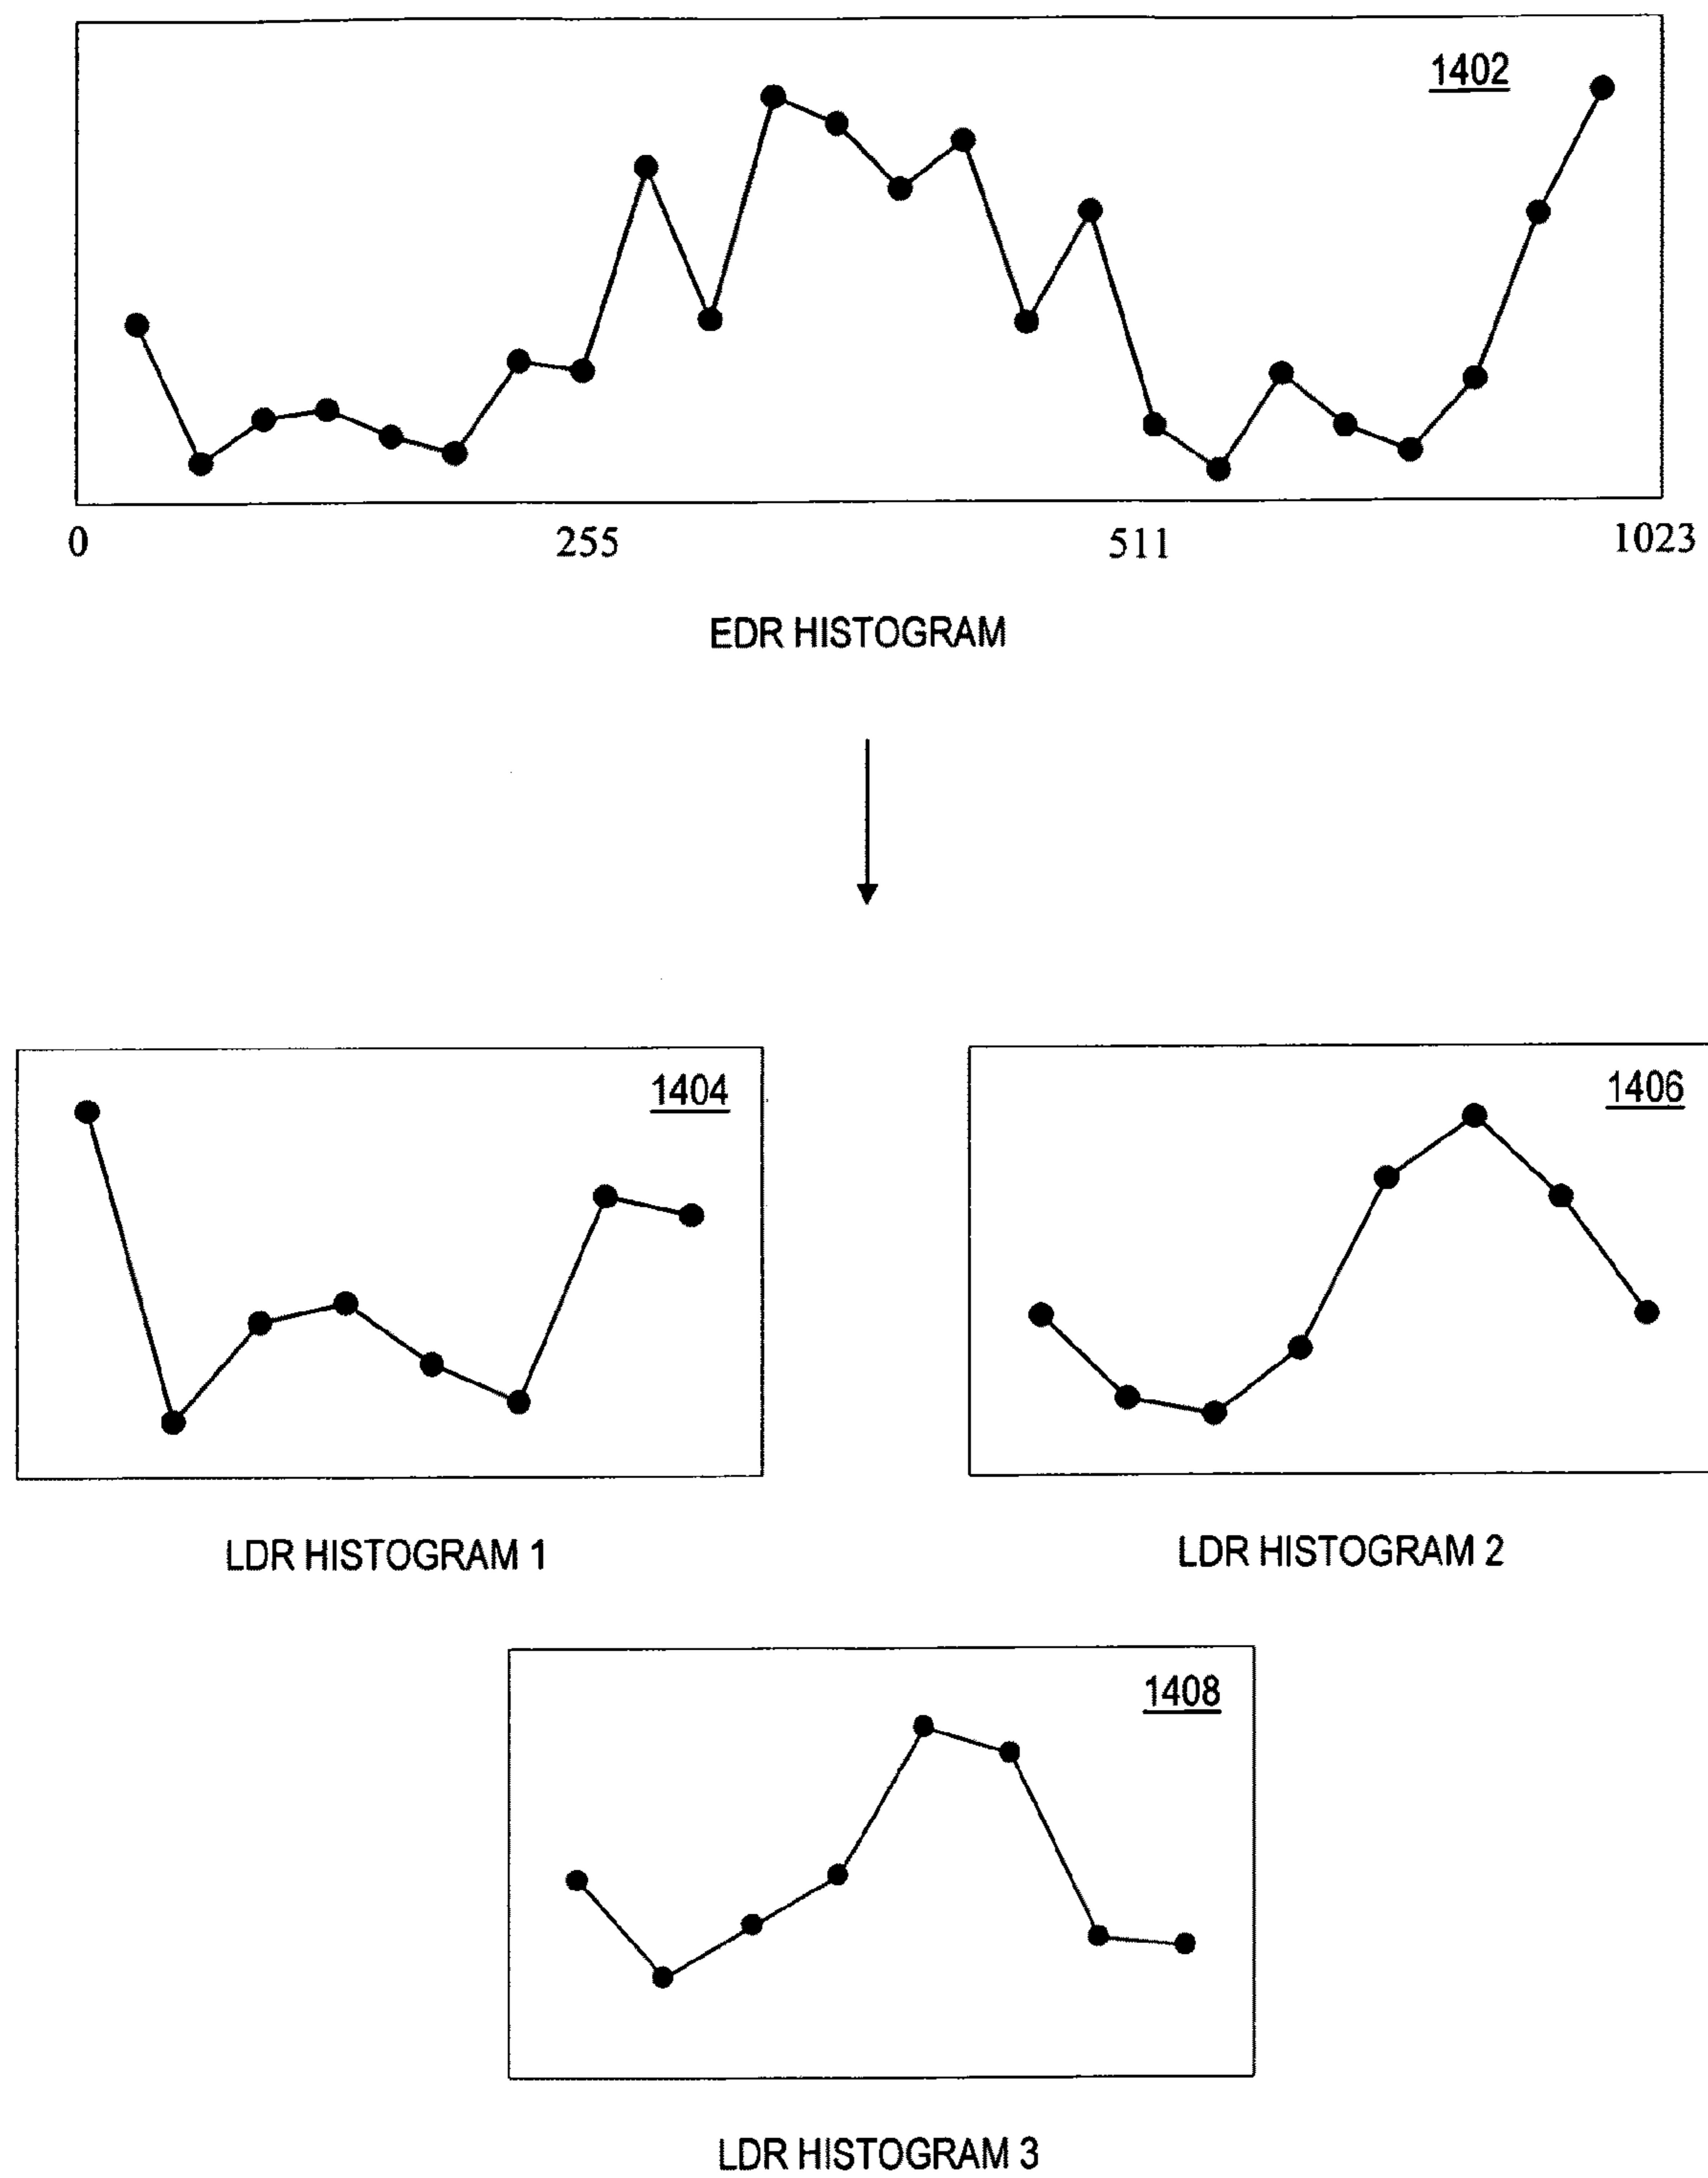 1402
0 255 511 1023
EDR HISTOGRAM
1404
1406
LDR HISTOGRAM 1
LDR HISTOGRAM 2
1408
LDR HISTOGRAM 3